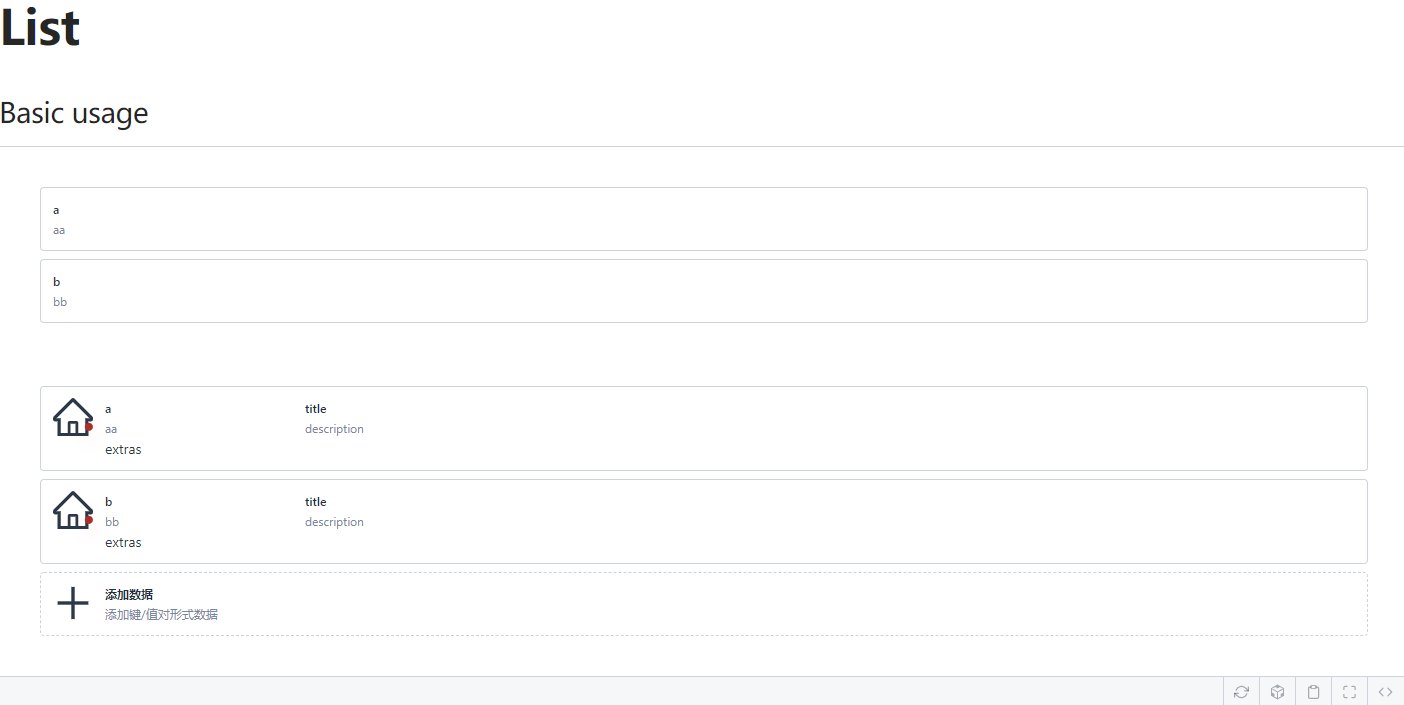 List
Basic usage
a
aa
b
bb
a
title
aa
description
extras
b
title
bb
description
extras
添加数据
添加键/值对形式数据